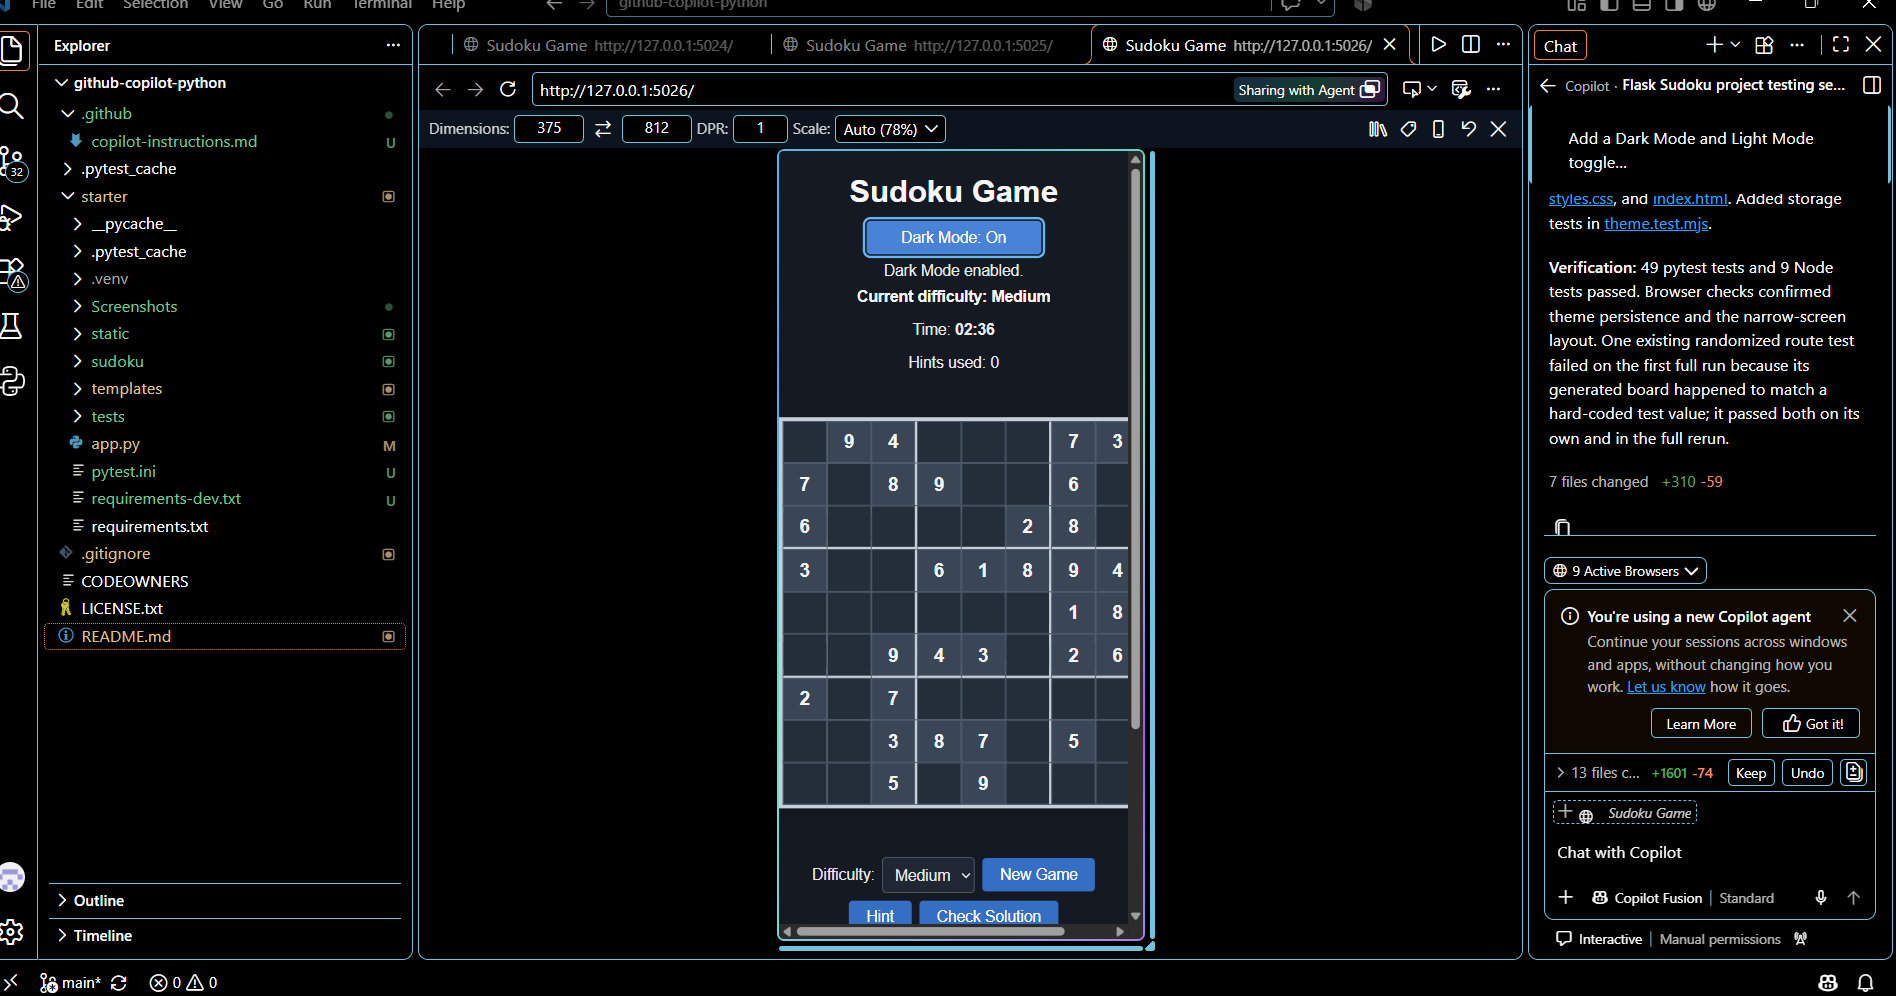 File Edit Selection View Go Run Terminal Help
github-copilot-python
Explorer
github-copilot-python
.github
copilot-instructions.md U
.pytest_cache
starter
__pycache__
.pytest_cache
.venv
Screenshots
static
sudoku
templates
tests
app.py M
pytest.ini U
requirements-dev.txt U
requirements.txt
.gitignore
CODEOWNERS
LICENSE.txt
README.md
Outline
Timeline
32
main*
0 0
Sudoku Game http://127.0.0.1:5024/
Sudoku Game http://127.0.0.1:5025/
Sudoku Game http://127.0.0.1:5026/
http://127.0.0.1:5026/
Sharing with Agent
Dimensions: 375 812 DPR: 1 Scale: Auto (78%)
Sudoku Game
Dark Mode: On
Dark Mode enabled.
Current difficulty: Medium
Time: 02:36
Hints used: 0
9 4 7 3
7 8 9 6
6 2 8
3 6 1 8 9 4
1 8
9 4 3 2 6
2 7
3 8 7 5
5 9
Difficulty: Medium New Game
Hint Check Solution
Chat
Copilot · Flask Sudoku project testing se...
Add a Dark Mode and Light Mode
toggle...
styles.css, and index.html. Added storage
tests in theme.test.mjs.
Verification: 49 pytest tests and 9 Node
tests passed. Browser checks confirmed
theme persistence and the narrow-screen
layout. One existing randomized route test
failed on the first full run because its
generated board happened to match a
hard-coded test value; it passed both on its
own and in the full rerun.
7 files changed +310 -59
9 Active Browsers
You're using a new Copilot agent
Continue your sessions across windows
and apps, without changing how you
work. Let us know how it goes.
Learn More Got it!
13 files c... +1601 -74 Keep Undo
Sudoku Game
Chat with Copilot
Copilot Fusion | Standard
Interactive | Manual permissions